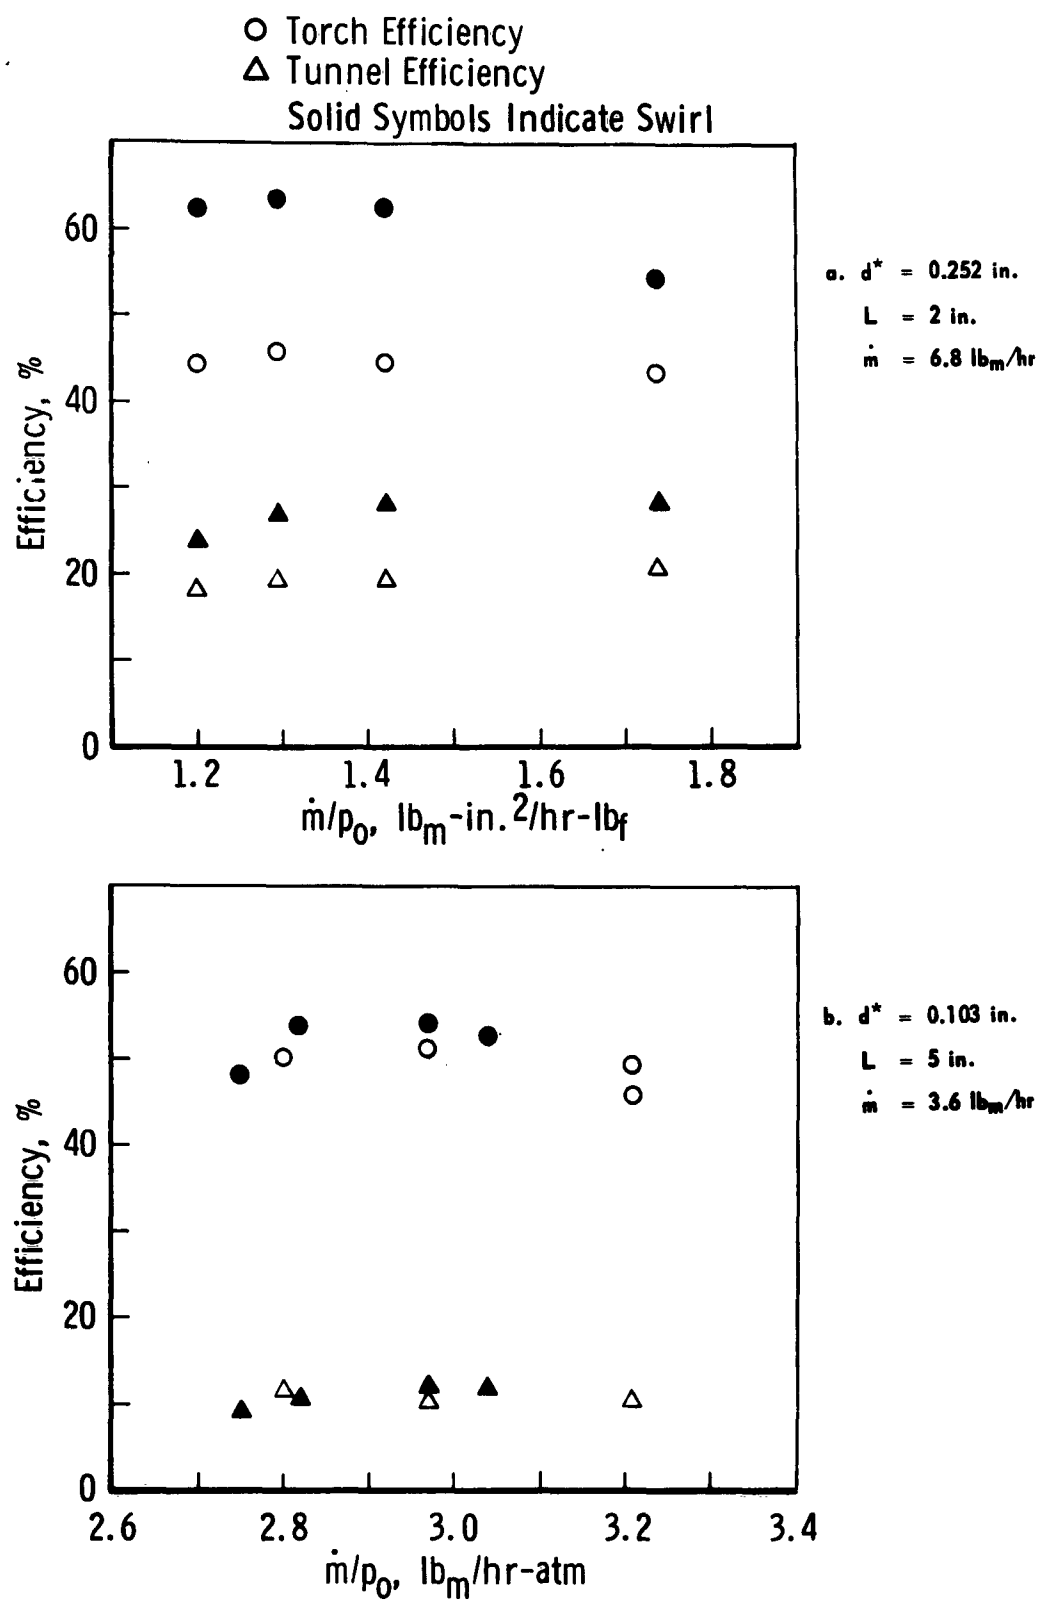 ○ Torch Efficiency
△ Tunnel Efficiency
Solid Symbols Indicate Swirl
60
40
20
0
Efficiency, %
1.2 1.4 1.6 1.8
ṁ/p₀, lbₘ-in.²/hr-lb_f
a. d* = 0.252 in.
L = 2 in.
ṁ = 6.8 lbₘ/hr
60
40
20
0
Efficiency, %
2.6 2.8 3.0 3.2 3.4
ṁ/p₀, lbₘ/hr-atm
b. d* = 0.103 in.
L = 5 in.
ṁ = 3.6 lbₘ/hr